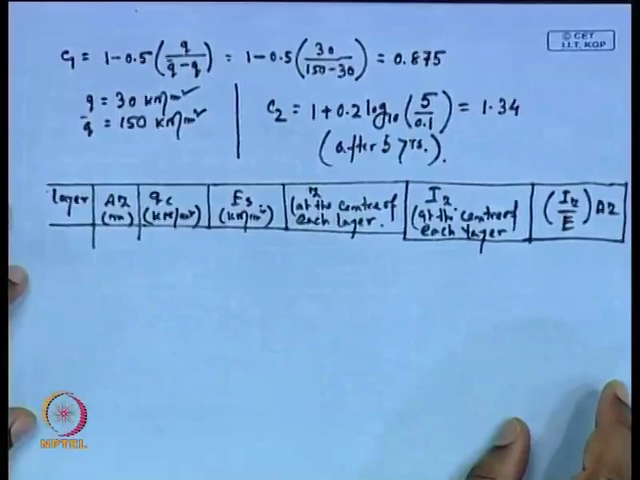 © CET
I.I.T. KGP
C₁ = 1-0.5 (q/(q̄-q)) = 1-0.5 (30/(150-30)) = 0.875
q = 30 kN/m²
q̄ = 150 kN/m²
C₂ = 1+0.2 log₁₀ (5/0.1) = 1.34
(after 5 yrs.).
layer | Δz (m) | qc (kN/m²) | Es (kN/m²) | z (at the centre of each layer. | Iz (at the centre of each layer | (Iz/E) Δz
NPTEL